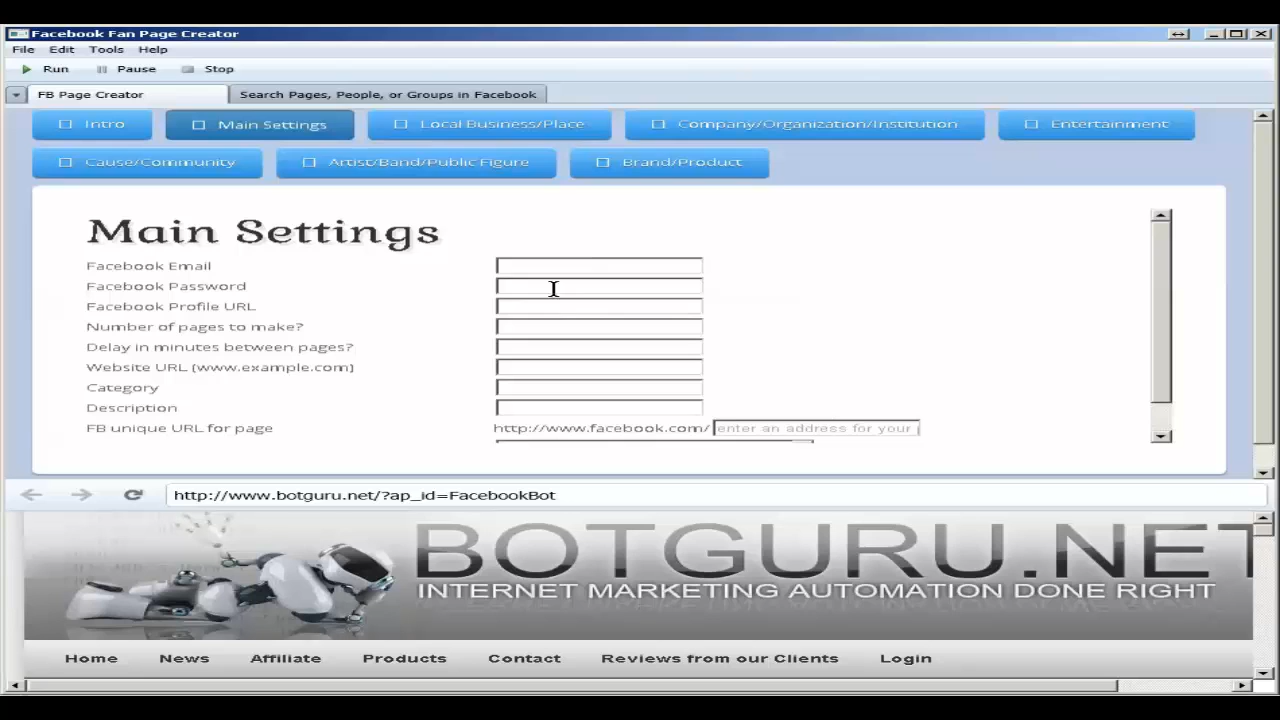 Facebook Fan Page Creator
File Edit Tools Help
Run Pause Stop
FB Page Creator Search Pages, People, or Groups in Facebook
Intro Main Settings Local Business/Place Company/Organization/Institution Entertainment
Cause/Community Artist/Band/Public Figure Brand/Product
Main Settings
Facebook Email
Facebook Password
Facebook Profile URL
Number of pages to make?
Delay in minutes between pages?
Website URL (www.example.com)
Category
Description
FB unique URL for page http://www.facebook.com/ enter an address for your
http://www.botguru.net/?ap_id=FacebookBot
BOTGURU.NET
INTERNET MARKETING AUTOMATION DONE RIGHT
Home News Affiliate Products Contact Reviews from our Clients Login